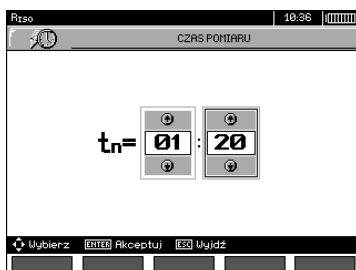 RISO 10:36
CZAS POMIARU
tn= 01 : 20
Wybierz ENTER Akceptuj ESC Wyjdź